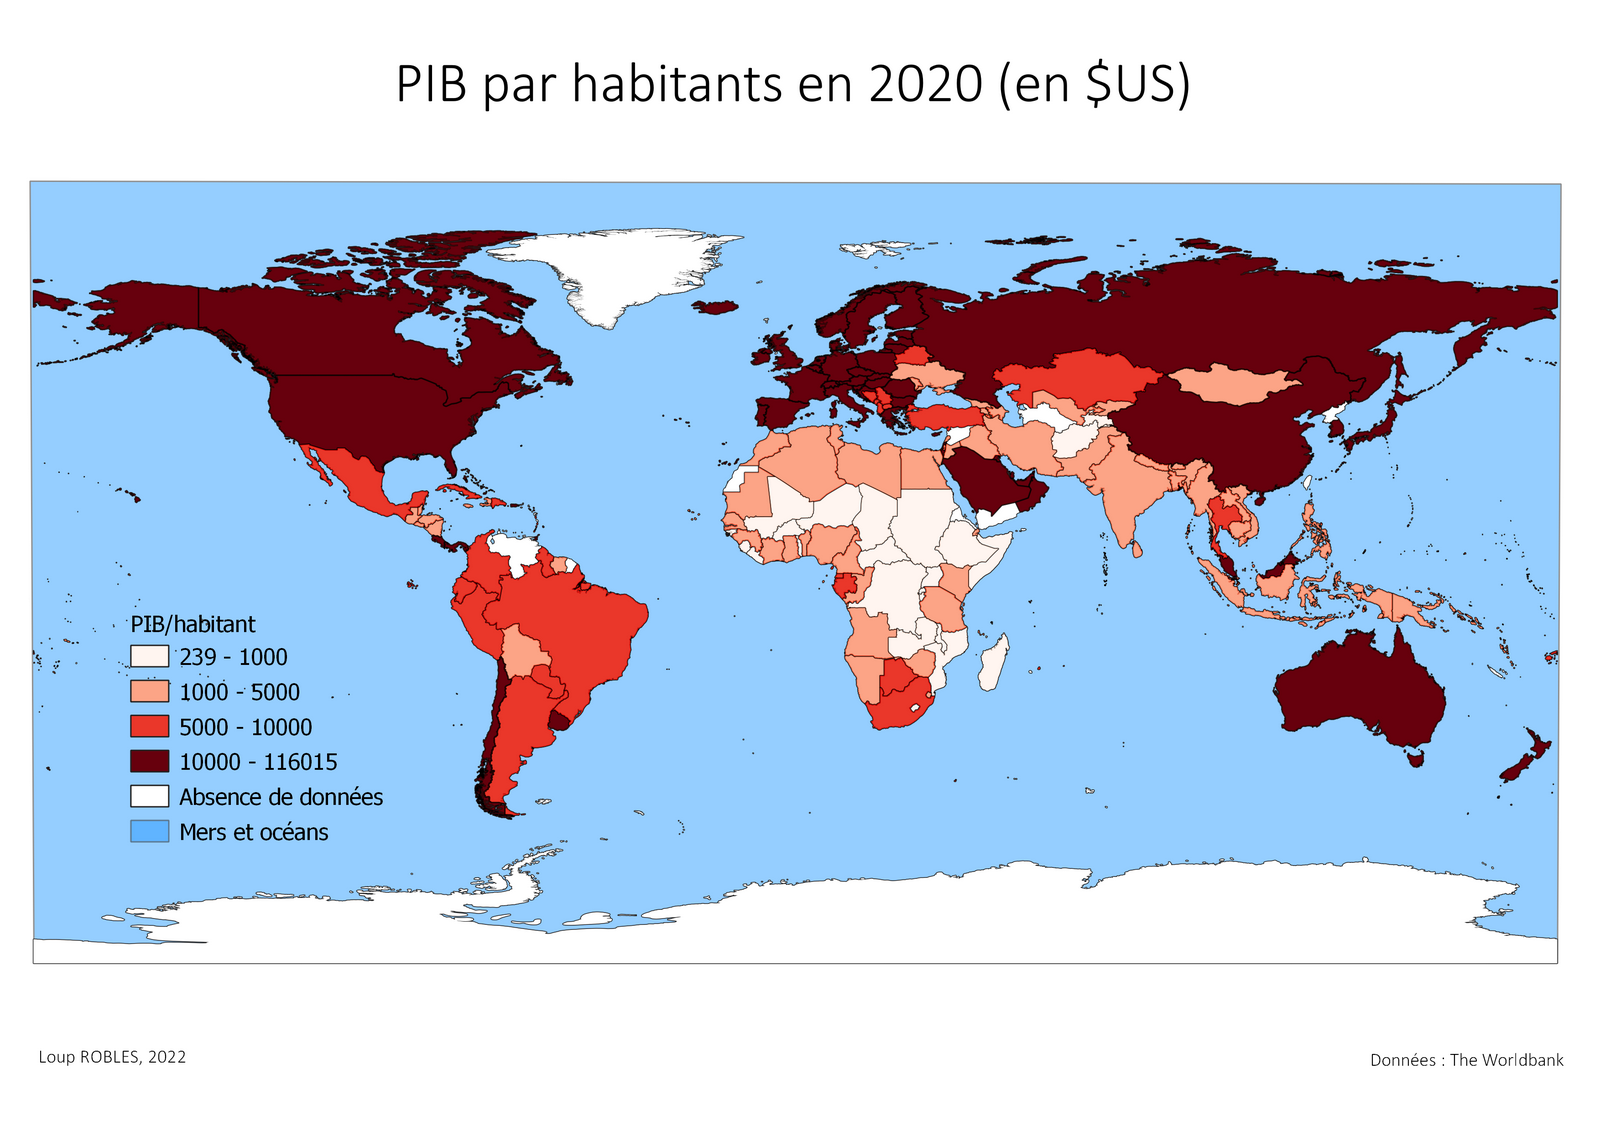 PIB par habitants en 2020 (en $US)
PIB/habitant
239 - 1000
1000 - 5000
5000 - 10000
10000 - 116015
Absence de données
Mers et océans
Loup ROBLES, 2022
Données : The Worldbank